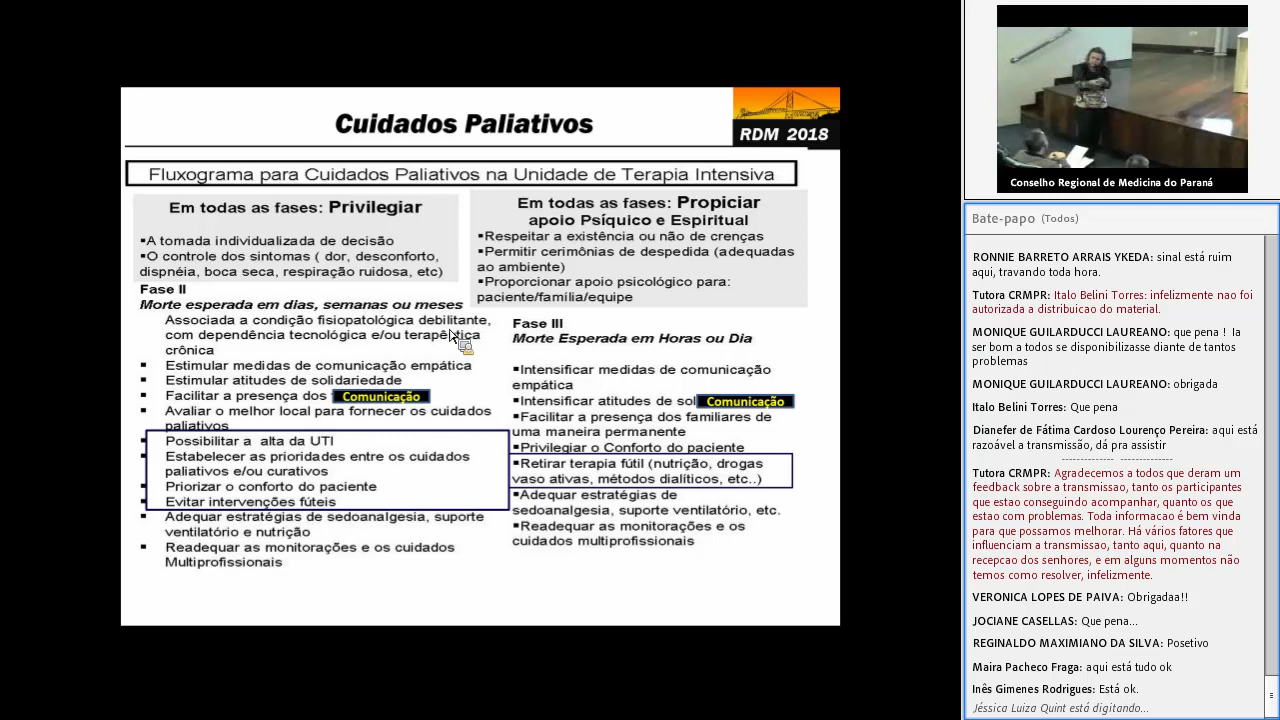 Cuidados Paliativos
RDM 2018
Fluxograma para Cuidados Paliativos na Unidade de Terapia Intensiva
Em todas as fases: Privilegiar
▪A tomada individualizada de decisão
▪O controle dos sintomas ( dor, desconforto,
dispnéia, boca seca, respiração ruidosa, etc)
Em todas as fases: Propiciar
apoio Psíquico e Espiritual
▪Respeitar a existência ou não de crenças
▪Permitir cerimônias de despedida (adequadas
ao ambiente)
▪Proporcionar apoio psicológico para:
paciente/família/equipe
Fase II
Morte esperada em dias, semanas ou meses
Associada a condição fisiopatológica debilitante,
com dependência tecnológica e/ou terapêutica
crônica
▪ Estimular medidas de comunicação empática
▪ Estimular atitudes de solidariedade
▪ Facilitar a presença dos Comunicação
▪ Avaliar o melhor local para fornecer os cuidados
paliativos
▪ Possibilitar a alta da UTI
▪ Estabelecer as prioridades entre os cuidados
paliativos e/ou curativos
▪ Priorizar o conforto do paciente
▪ Evitar intervenções fúteis
▪ Adequar estratégias de sedoanalgesia, suporte
ventilatório e nutrição
▪ Readequar as monitorações e os cuidados
Multiprofissionais
Fase III
Morte Esperada em Horas ou Dia
▪Intensificar medidas de comunicação
empática
▪Intensificar atitudes de sol Comunicação
▪Facilitar a presença dos familiares de
uma maneira permanente
▪Privilegiar o Conforto do paciente
▪Retirar terapia fútil (nutrição, drogas
vaso ativas, métodos dialíticos, etc..)
▪Adequar estratégias de
sedoanalgesia, suporte ventilatório, etc.
▪Readequar as monitorações e os
cuidados multiprofissionais
Conselho Regional de Medicina do Paraná
Bate-papo (Todos)
RONNIE BARRETO ARRAIS YKEDA: sinal está ruim
aqui, travando toda hora.
Tutora CRMPR: Italo Belini Torres: infelizmente nao foi
autorizada a distribuicao do material.
MONIQUE GUILARDUCCI LAUREANO: que pena ! Ia
ser bom a todos se disponibilizasse diante de tantos
problemas
MONIQUE GUILARDUCCI LAUREANO: obrigada
Italo Belini Torres: Que pena
Dianefer de Fátima Cardoso Lourenço Pereira: aqui está
razoável a transmissão, dá pra assistir
-------------- --------------
Tutora CRMPR: Agradecemos a todos que deram um
feedback sobre a transmissao, tanto os participantes
que estao conseguindo acompanhar, quanto os que
estao com problemas. Toda informacao é bem vinda
para que possamos melhorar. Há vários fatores que
influenciam a transmissao, tanto aqui, quanto na
recepcao dos senhores, e em alguns momentos não
temos como resolver, infelizmente.
VERONICA LOPES DE PAIVA: Obrigadaa!!
JOCIANE CASELLAS: Que pena...
REGINALDO MAXIMIANO DA SILVA: Posetivo
Maira Pacheco Fraga: aqui está tudo ok
Inês Gimenes Rodrigues: Está ok.
Jéssica Luiza Quint está digitando...